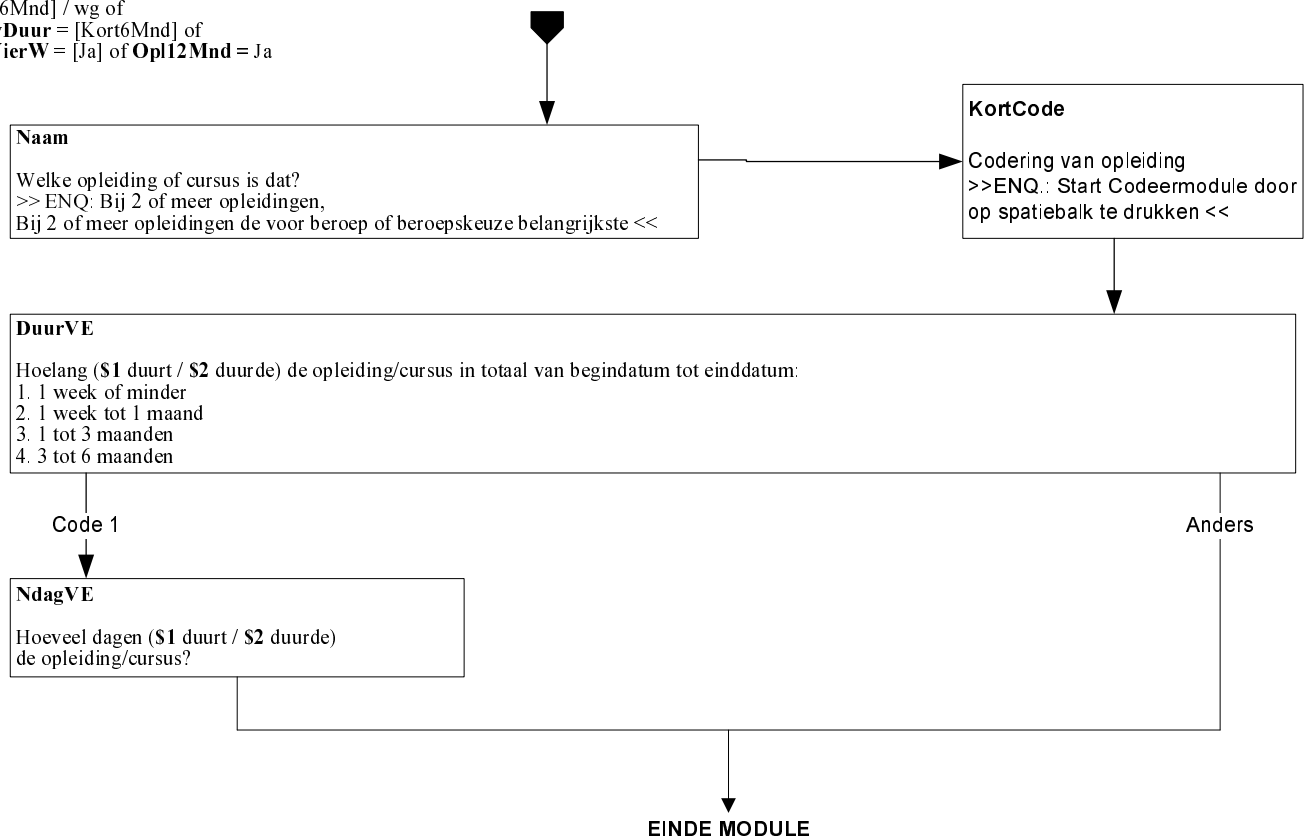 6Mnd] / wg of
Duur = [Kort6Mnd] of
ierW = [Ja] of Opl12Mnd = Ja
Naam
Welke opleiding of cursus is dat?
>> ENQ: Bij 2 of meer opleidingen,
Bij 2 of meer opleidingen de voor beroep of beroepskeuze belangrijkste <<
KortCode
Codering van opleiding
>>ENQ.: Start Codeermodule door
op spatiebalk te drukken <<
DuurVE
Hoelang ($1 duurt / $2 duurde) de opleiding/cursus in totaal van begindatum tot einddatum:
1. 1 week of minder
2. 1 week tot 1 maand
3. 1 tot 3 maanden
4. 3 tot 6 maanden
Code 1
Anders
NdagVE
Hoeveel dagen ($1 duurt / $2 duurde)
de opleiding/cursus?
EINDE MODULE